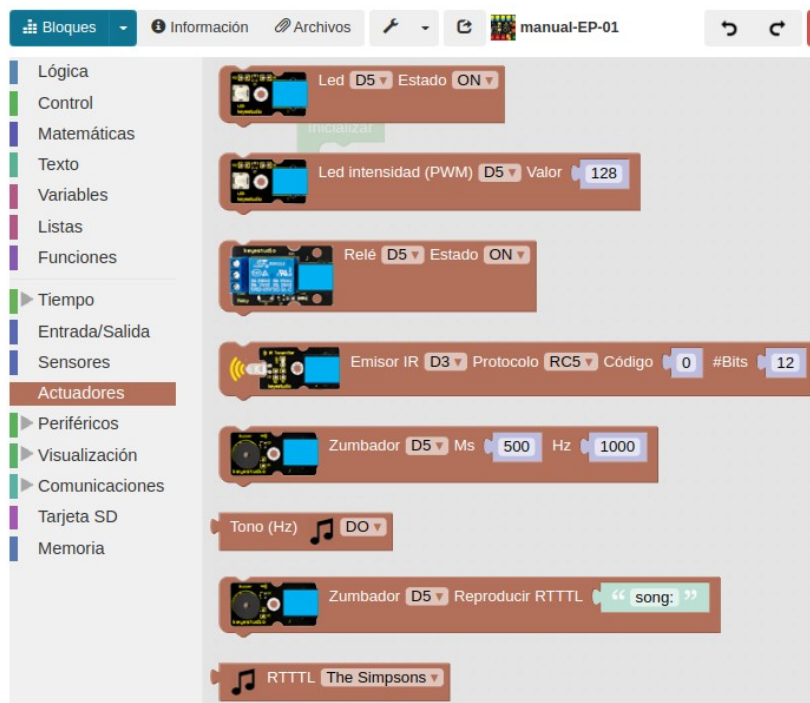 Bloques Información Archivos manual-EP-01
Lógica
Control
Matemáticas
Texto
Variables
Listas
Funciones
Tiempo
Entrada/Salida
Sensores
Actuadores
Periféricos
Visualización
Comunicaciones
Tarjeta SD
Memoria
Led D5 Estado ON
Inicializar
Led intensidad (PWM) D5 Valor 128
Relé D5 Estado ON
Emisor IR D3 Protocolo RC5 Código 0 #Bits 12
Zumbador D5 Ms 500 Hz 1000
Tono (Hz) DO
Zumbador D5 Reproducir RTTTL “ song: ”
RTTTL The Simpsons